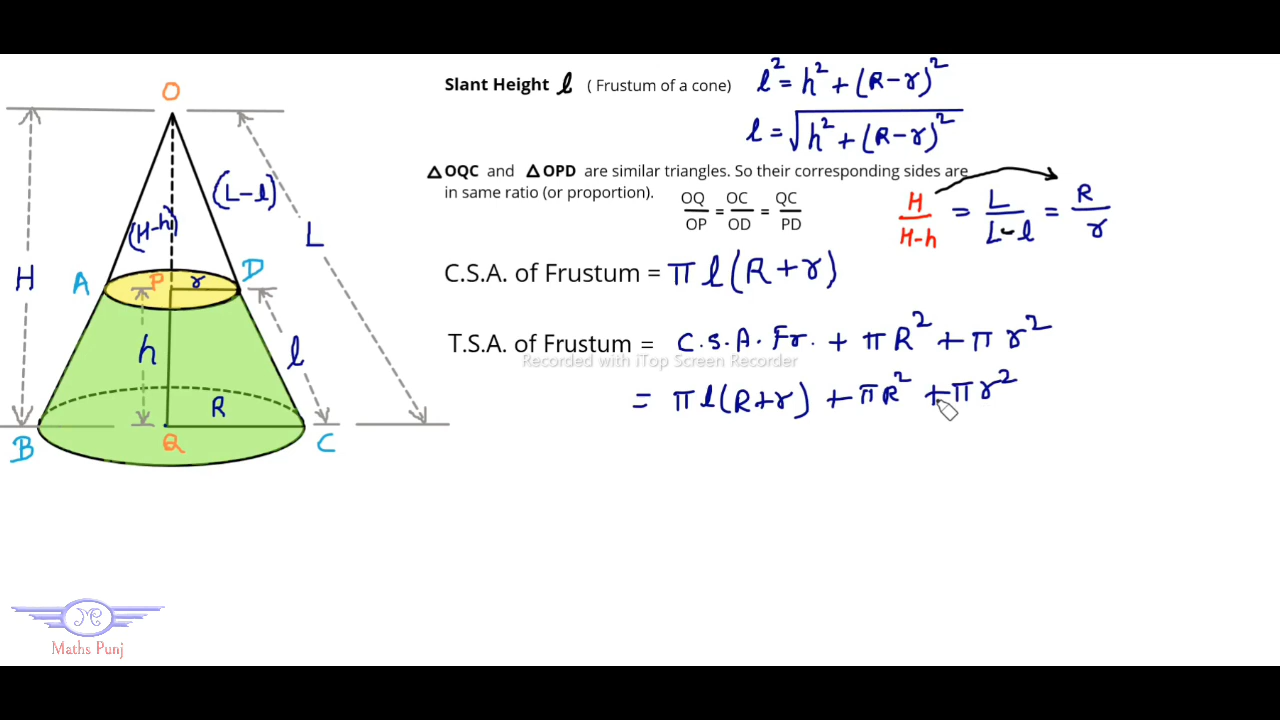 O
Slant Height l ( Frustum of a cone) l² = h² + (R-r)²
l = √h² + (R-r)²
△OQC and △OPD are similar triangles. So their corresponding sides are
in same ratio (or proportion).
OQ/OP = OC/OD = QC/PD
H/H-h = L/L-l = R/r
(L-l)
(H-h)
L
H
A P r D
C.S.A. of Frustum = πl(R+r)
h l
T.S.A. of Frustum = C.S.A. Fr. + πR² + πr²
Recorded with iTop Screen Recorder
= πl(R+r) + πR² + πr²
R
B Q C
Maths Punj